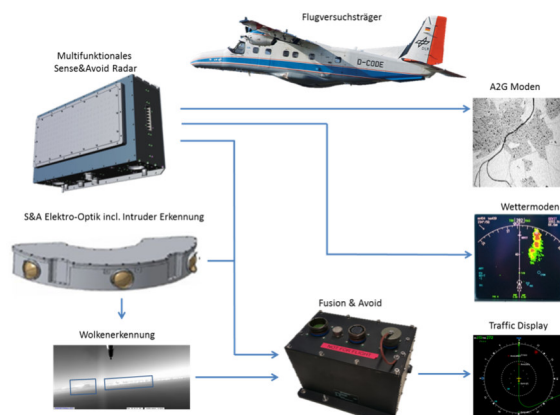 Flugversuchsträger
Multifunktionales
Sense&Avoid Radar
D-CODE
DLR
A2G Moden
S&A Elektro-Optik incl. Intruder Erkennung
Wettermoden
Fusion & Avoid
Wolkenerkennung
Traffic Display